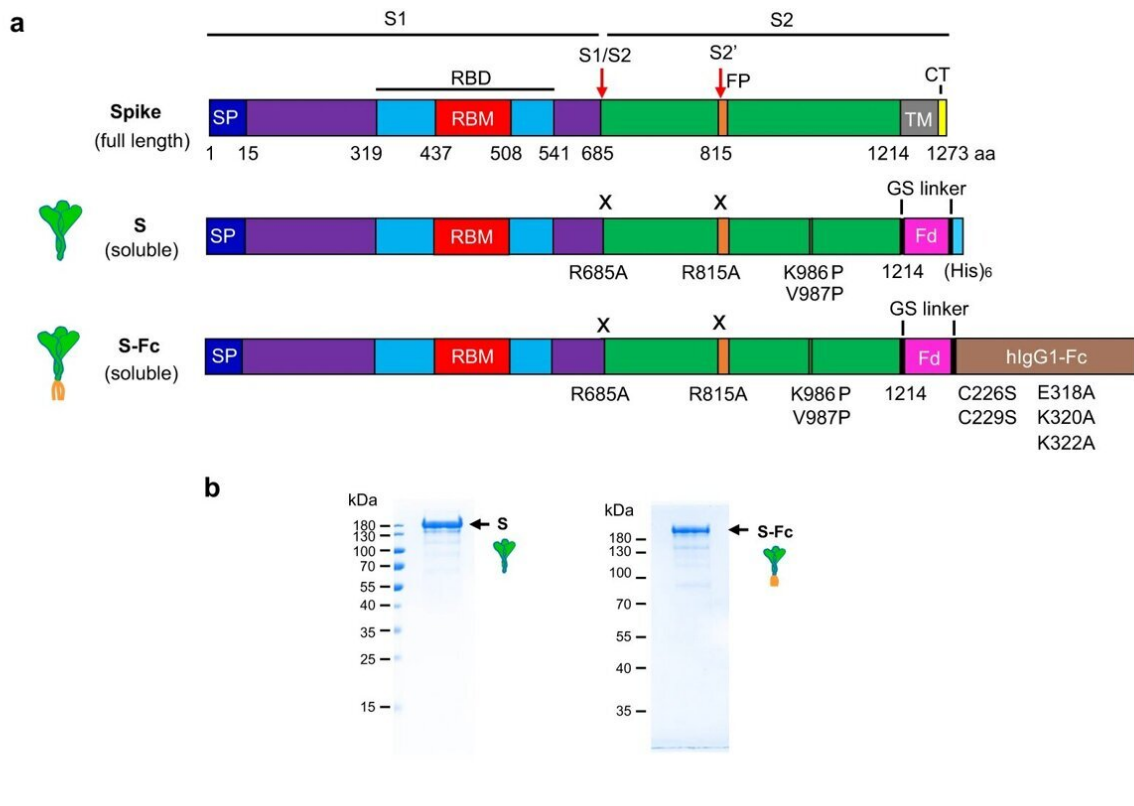 a
S1 S2
S1/S2 S2'
RBD FP CT
Spike
(full length)
SP RBM TM
1 15 319 437 508 541 685 815 1214 1273 aa
X X GS linker
S
(soluble)
SP RBM Fd
R685A R815A K986P 1214 (His)6
V987P
X X GS linker
S-Fc
(soluble)
SP RBM Fd hIgG1-Fc
R685A R815A K986P 1214 C226S E318A
V987P C229S K320A
K322A
b
kDa
180
130
100
70
55
40
35
25
15
S
kDa
180
130
100
70
55
40
35
S-Fc